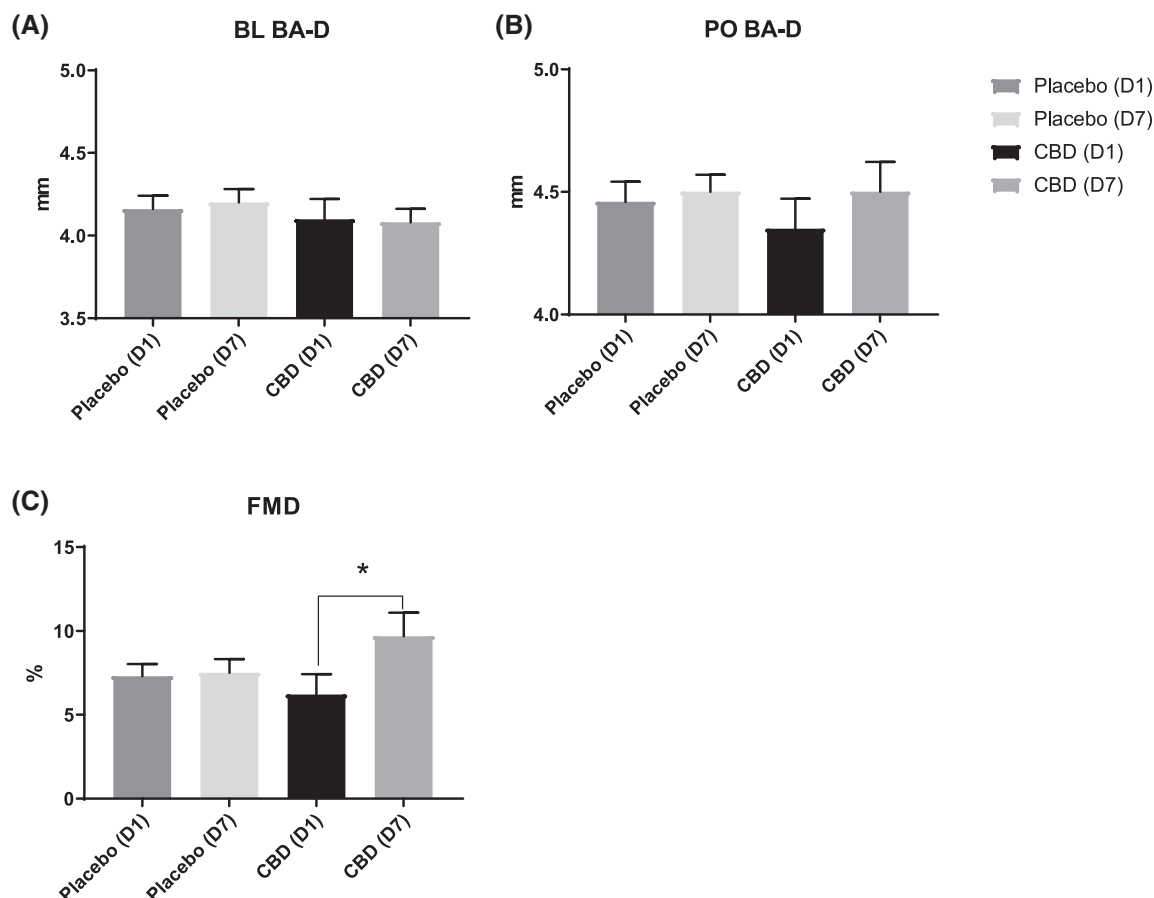 (A)
BL BA-D
5.0
4.5
4.0
3.5
mm
Placebo (D1)
Placebo (D7)
CBD (D1)
CBD (D7)
(B)
PO BA-D
5.0
4.5
4.0
mm
Placebo (D1)
Placebo (D7)
CBD (D1)
CBD (D7)
Placebo (D1)
Placebo (D7)
CBD (D1)
CBD (D7)
(C)
FMD
15
10
5
0
%
*
Placebo (D1)
Placebo (D7)
CBD (D1)
CBD (D7)